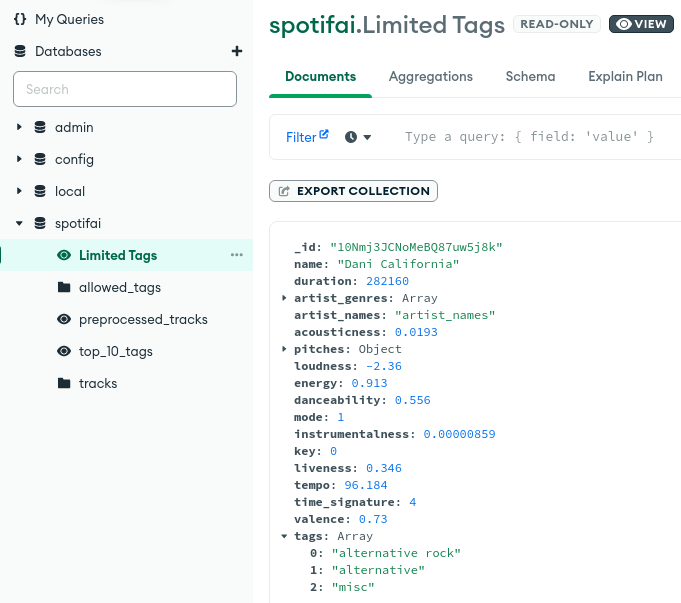 My Queries
Databases
Search
admin
config
local
spotifai
Limited Tags
allowed_tags
preprocessed_tracks
top_10_tags
tracks
spotifai.Limited Tags READ-ONLY VIEW
Documents Aggregations Schema Explain Plan
Filter Type a query: { field: 'value' }
EXPORT COLLECTION
_id: "10Nmj3JCNoMeBQ87uw5j8k"
name: "Dani California"
duration: 282160
artist_genres: Array
artist_names: "artist_names"
acousticness: 0.0193
pitches: Object
loudness: -2.36
energy: 0.913
danceability: 0.556
mode: 1
instrumentalness: 0.00000859
key: 0
liveness: 0.346
tempo: 96.184
time_signature: 4
valence: 0.73
tags: Array
0: "alternative rock"
1: "alternative"
2: "misc"